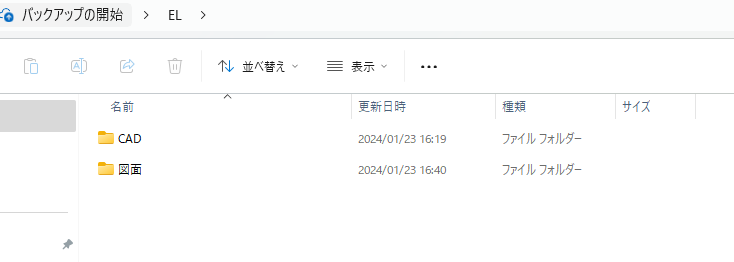 バックアップの開始 > EL >
並べ替え 表示 ...
名前 更新日時 種類 サイズ
CAD 2024/01/23 16:19 ファイル フォルダー
図面 2024/01/23 16:40 ファイル フォルダー